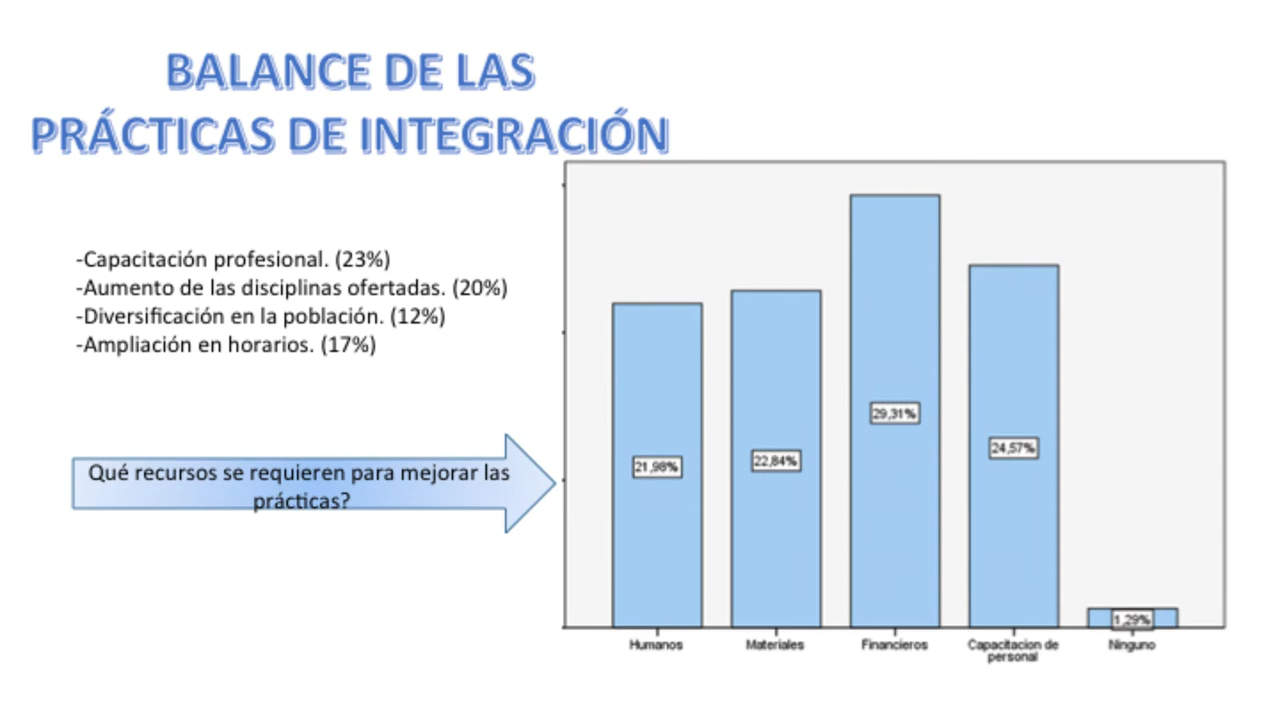 BALANCE DE LAS
PRÁCTICAS DE INTEGRACIÓN
-Capacitación profesional. (23%)
-Aumento de las disciplinas ofertadas. (20%)
-Diversificación en la población. (12%)
-Ampliación en horarios. (17%)
Qué recursos se requieren para mejorar las
prácticas?
21,98%
22,84%
29,31%
24,57%
1,29%
Humanos
Materiales
Financieros
Capacitacion de
personal
Ninguno